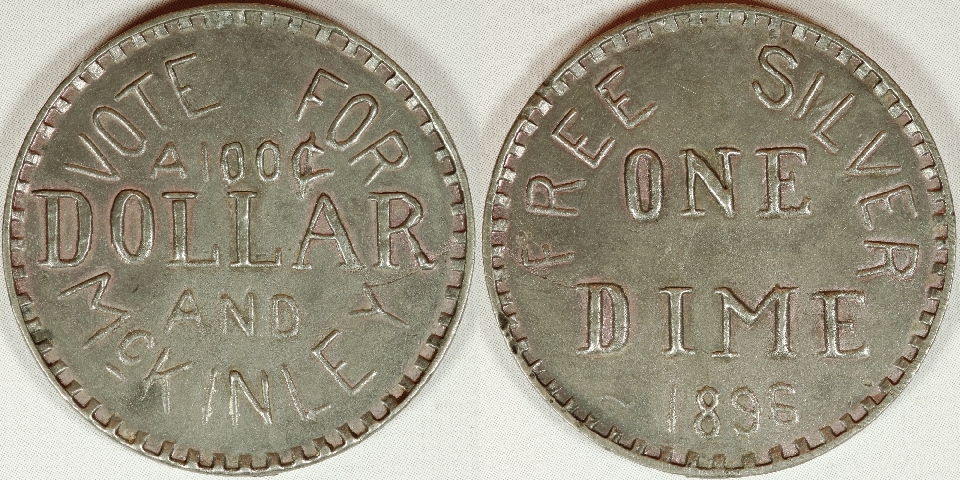 VOTE FOR
A 100¢
DOLLAR
AND
McKINLEY
FREE SILVER
ONE
DIME
1896